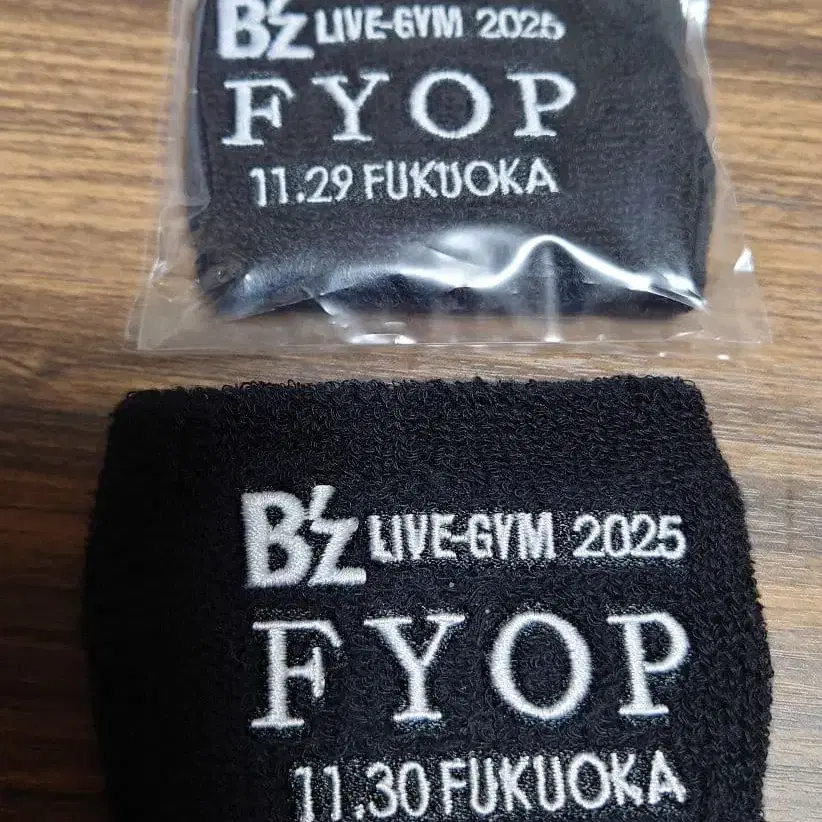 B'z LIVE-GYM 2025
FYOP
11.29 FUKUOKA
B'z LIVE-GYM 2025
FYOP
11.30 FUKUOKA